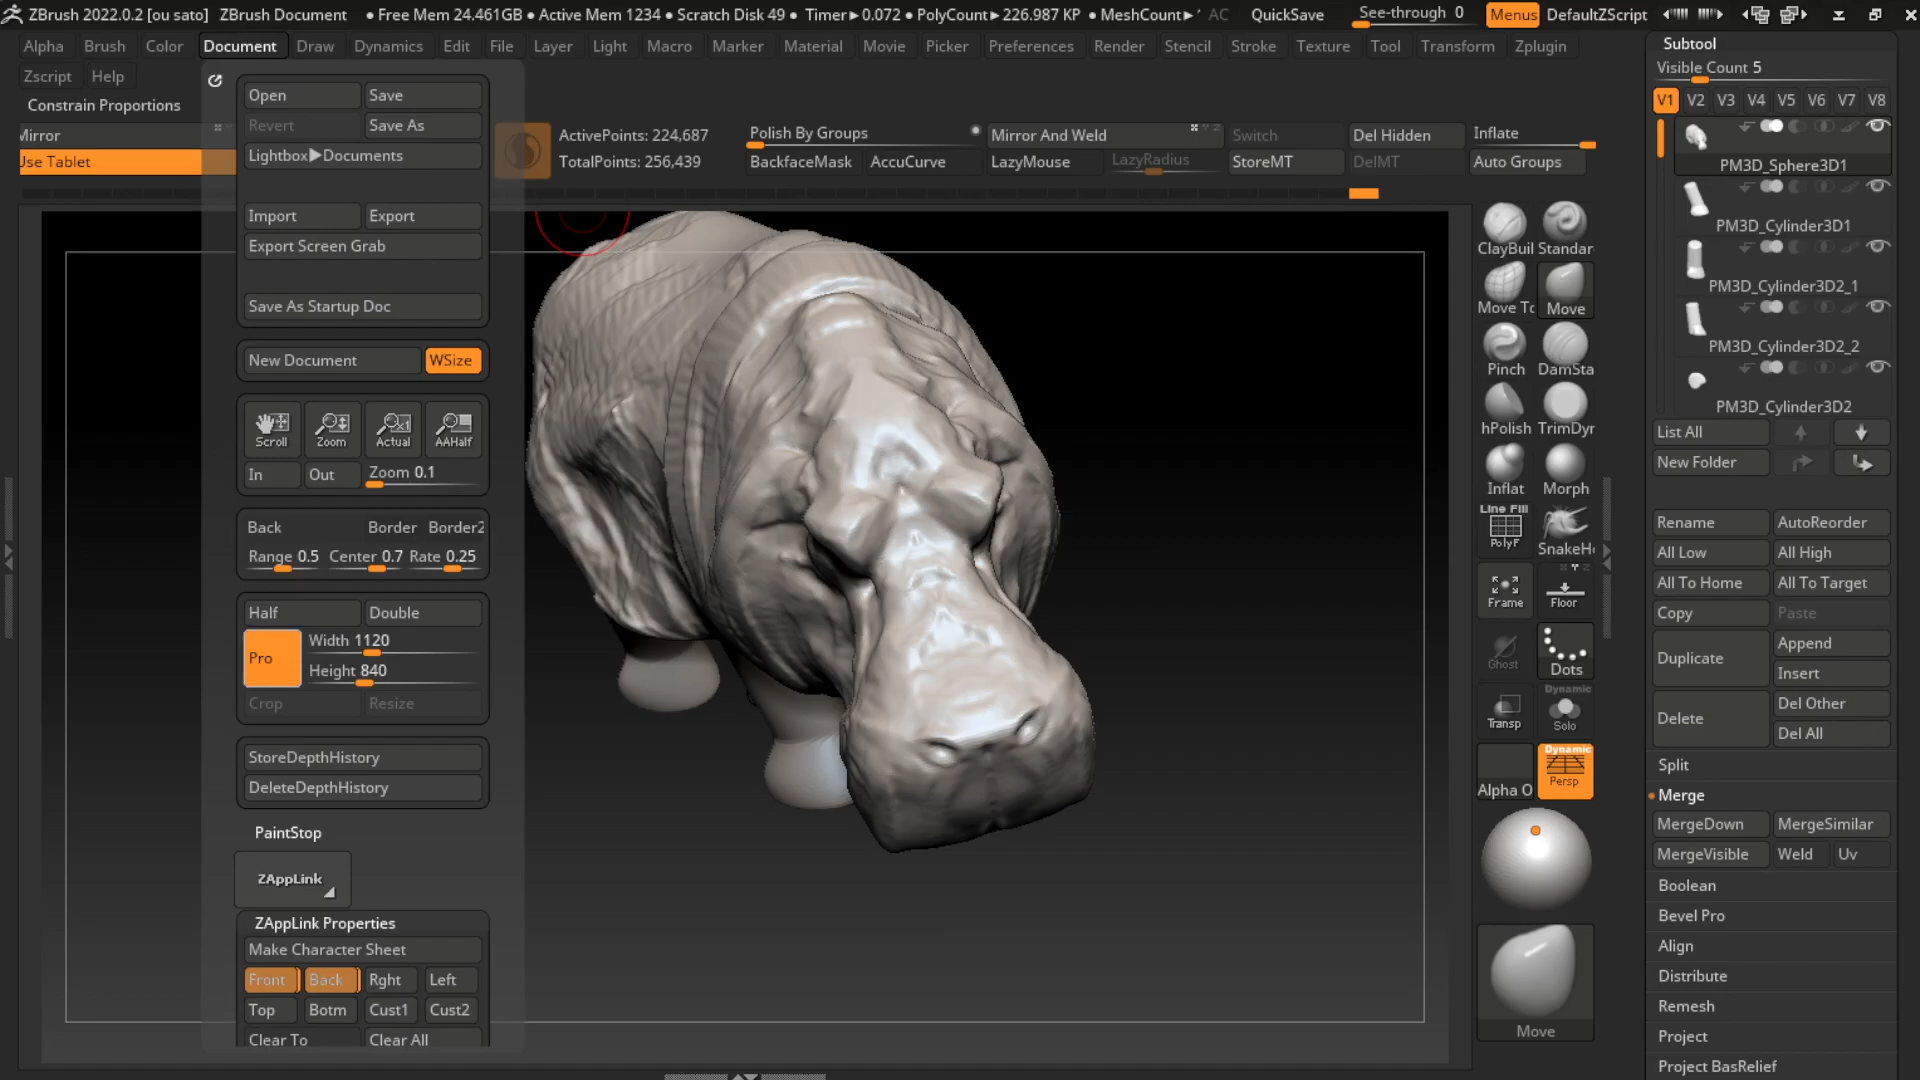 ZBrush 2022.0.2 [ou sato] ZBrush Document • Free Mem 24.461GB • Active Mem 1234 • Scratch Disk 49 • Timer▶0.072 • PolyCount▶226.987 KP • MeshCount▶ AC QuickSave See-through 0 Menus DefaultZScript
Alpha Brush Color Document Draw Dynamics Edit File Layer Light Macro Marker Material Movie Picker Preferences Render Stencil Stroke Texture Tool Transform Zplugin
Zscript Help
Constrain Proportions
Mirror
Use Tablet
Open Save
Revert Save As
Lightbox▶Documents
Import Export
Export Screen Grab
Save As Startup Doc
New Document WSize
Scroll Zoom Actual AAHalf
In Out Zoom 0.1
Back Border Border2
Range 0.5 Center 0.7 Rate 0.25
Half Double
Pro Width 1120
Height 840
Crop Resize
StoreDepthHistory
DeleteDepthHistory
PaintStop
ZAppLink
ZAppLink Properties
Make Character Sheet
Front Back Rght Left
Top Botm Cust1 Cust2
Clear To Clear All
ActivePoints: 224,687
TotalPoints: 256,439
Polish By Groups Mirror And Weld Switch Del Hidden Inflate
BackfaceMask AccuCurve LazyMouse LazyRadius StoreMT DelMT Auto Groups
ClayBuil Standar
Move To Move
Pinch DamSta
hPolish TrimDyn
Inflat Morph
Line Fill
PolyF SnakeH
Frame Floor
Ghost Dots
Transp Dynamic
Solo
Alpha O Dynamic
Persp
Move
Subtool
Visible Count 5
V1 V2 V3 V4 V5 V6 V7 V8
PM3D_Sphere3D1
PM3D_Cylinder3D1
PM3D_Cylinder3D2_1
PM3D_Cylinder3D2_2
PM3D_Cylinder3D2
List All
New Folder
Rename AutoReorder
All Low All High
All To Home All To Target
Copy Paste
Duplicate Append
Insert
Delete Del Other
Del All
Split
Merge
MergeDown MergeSimilar
MergeVisible Weld Uv
Boolean
Bevel Pro
Align
Distribute
Remesh
Project
Project BasRelief